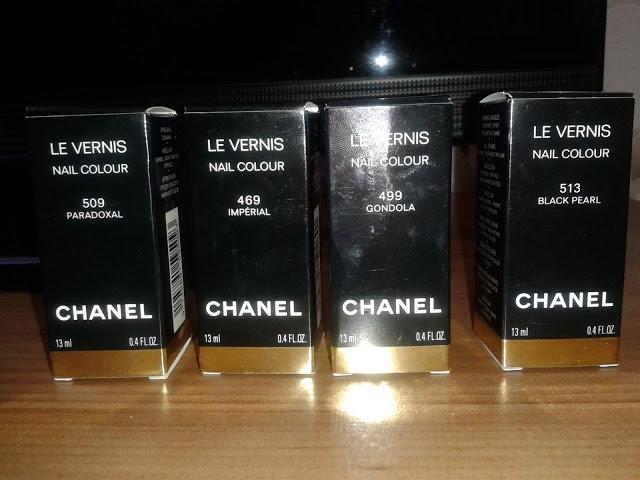 LE VERNIS
NAIL COLOUR
509
PARADOXAL
CHANEL
13 ml 0.4 FL.OZ.
LE VERNIS
NAIL COLOUR
469
IMPÉRIAL
CHANEL
13 ml 0.4 FL.OZ.
LE VERNIS
NAIL COLOUR
499
GONDOLA
CHANEL
13 ml 0.4 FL.OZ.
LE VERNIS
NAIL COLOUR
513
BLACK PEARL
CHANEL
13 ml 0.4 FL.OZ.